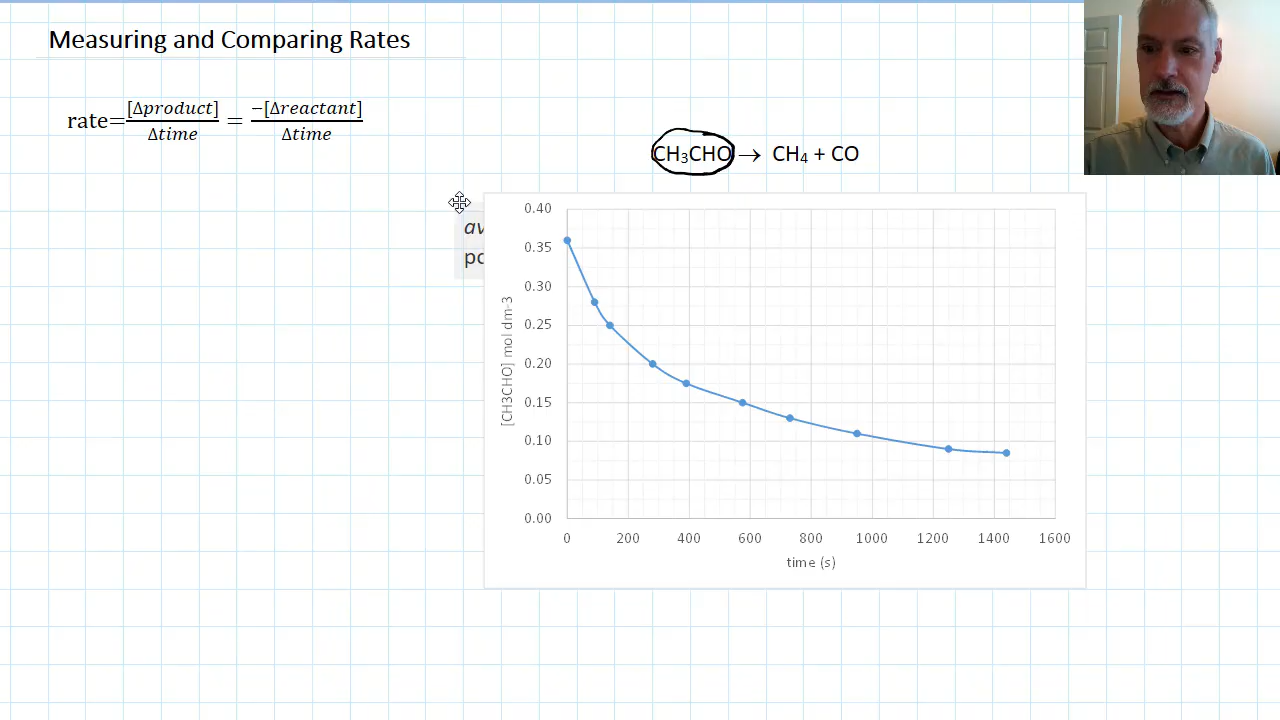 Measuring and Comparing Rates
rate=[Δproduct]/Δtime = −[Δreactant]/Δtime
CH₃CHO → CH₄ + CO
av
po
0.40
0.35
0.30
0.25
0.20
0.15
0.10
0.05
0.00
[CH3CHO] mol dm-3
0 200 400 600 800 1000 1200 1400 1600
time (s)